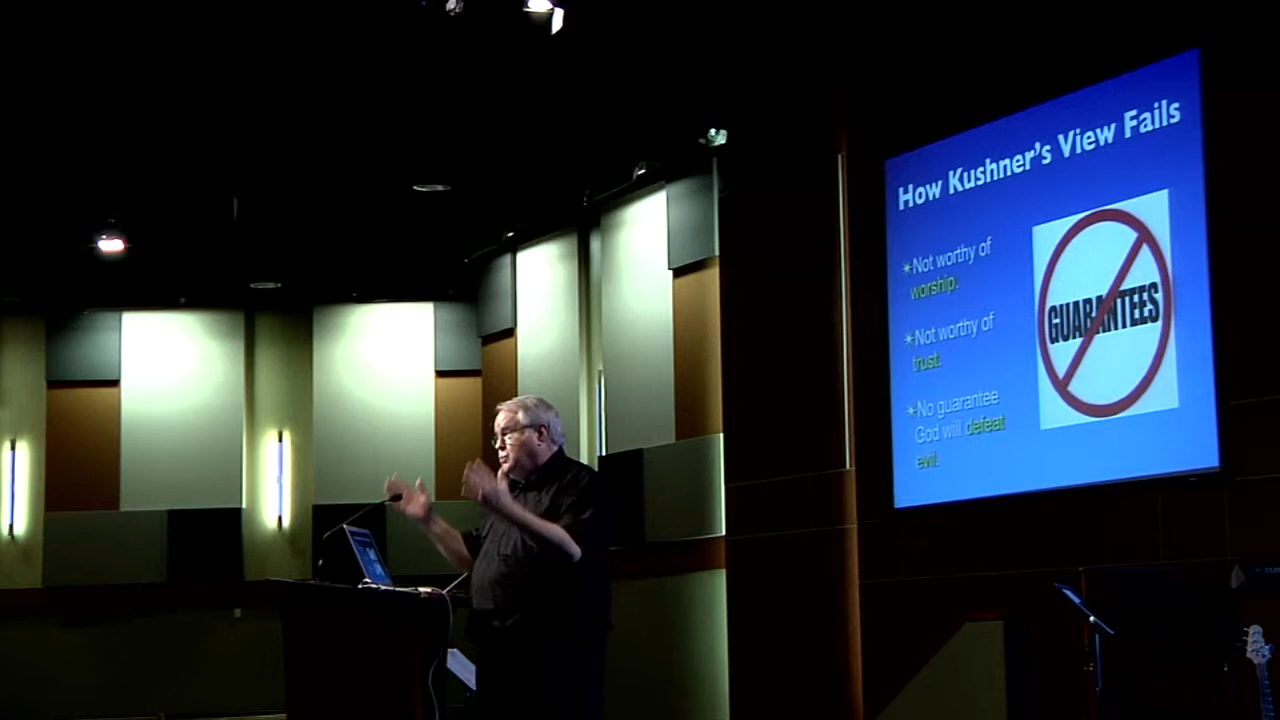 How Kushner's View Fails
✴Not worthy of
worship.
✴Not worthy of
trust.
✴No guarantee
God will defeat
evil.
GUARANTEES